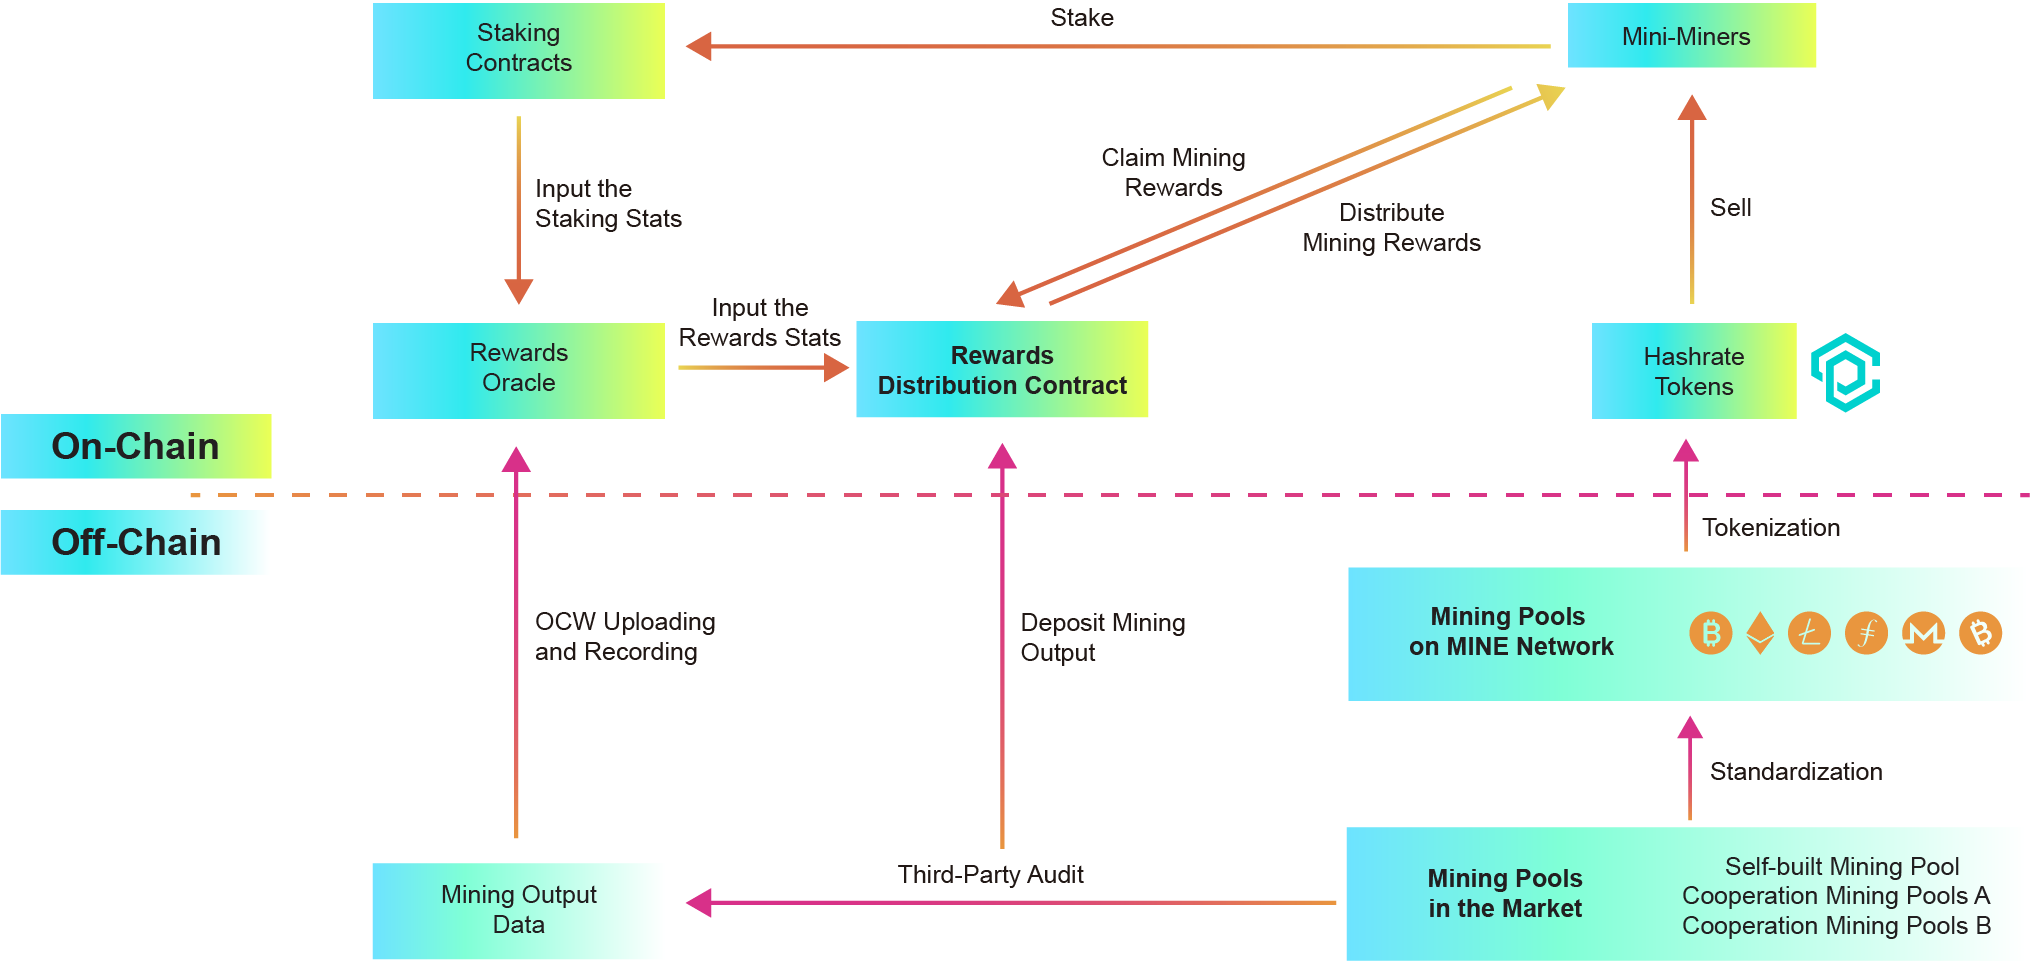 Staking
Contracts
Stake
Mini-Miners
Input the
Staking Stats
Claim Mining
Rewards
Distribute
Mining Rewards
Sell
Rewards
Oracle
Input the
Rewards Stats
Rewards
Distribution Contract
Hashrate
Tokens
On-Chain
Off-Chain
OCW Uploading
and Recording
Deposit Mining
Output
Tokenization
Mining Pools
on MINE Network
Standardization
Mining Output
Data
Third-Party Audit
Mining Pools
in the Market
Self-built Mining Pool
Cooperation Mining Pools A
Cooperation Mining Pools B